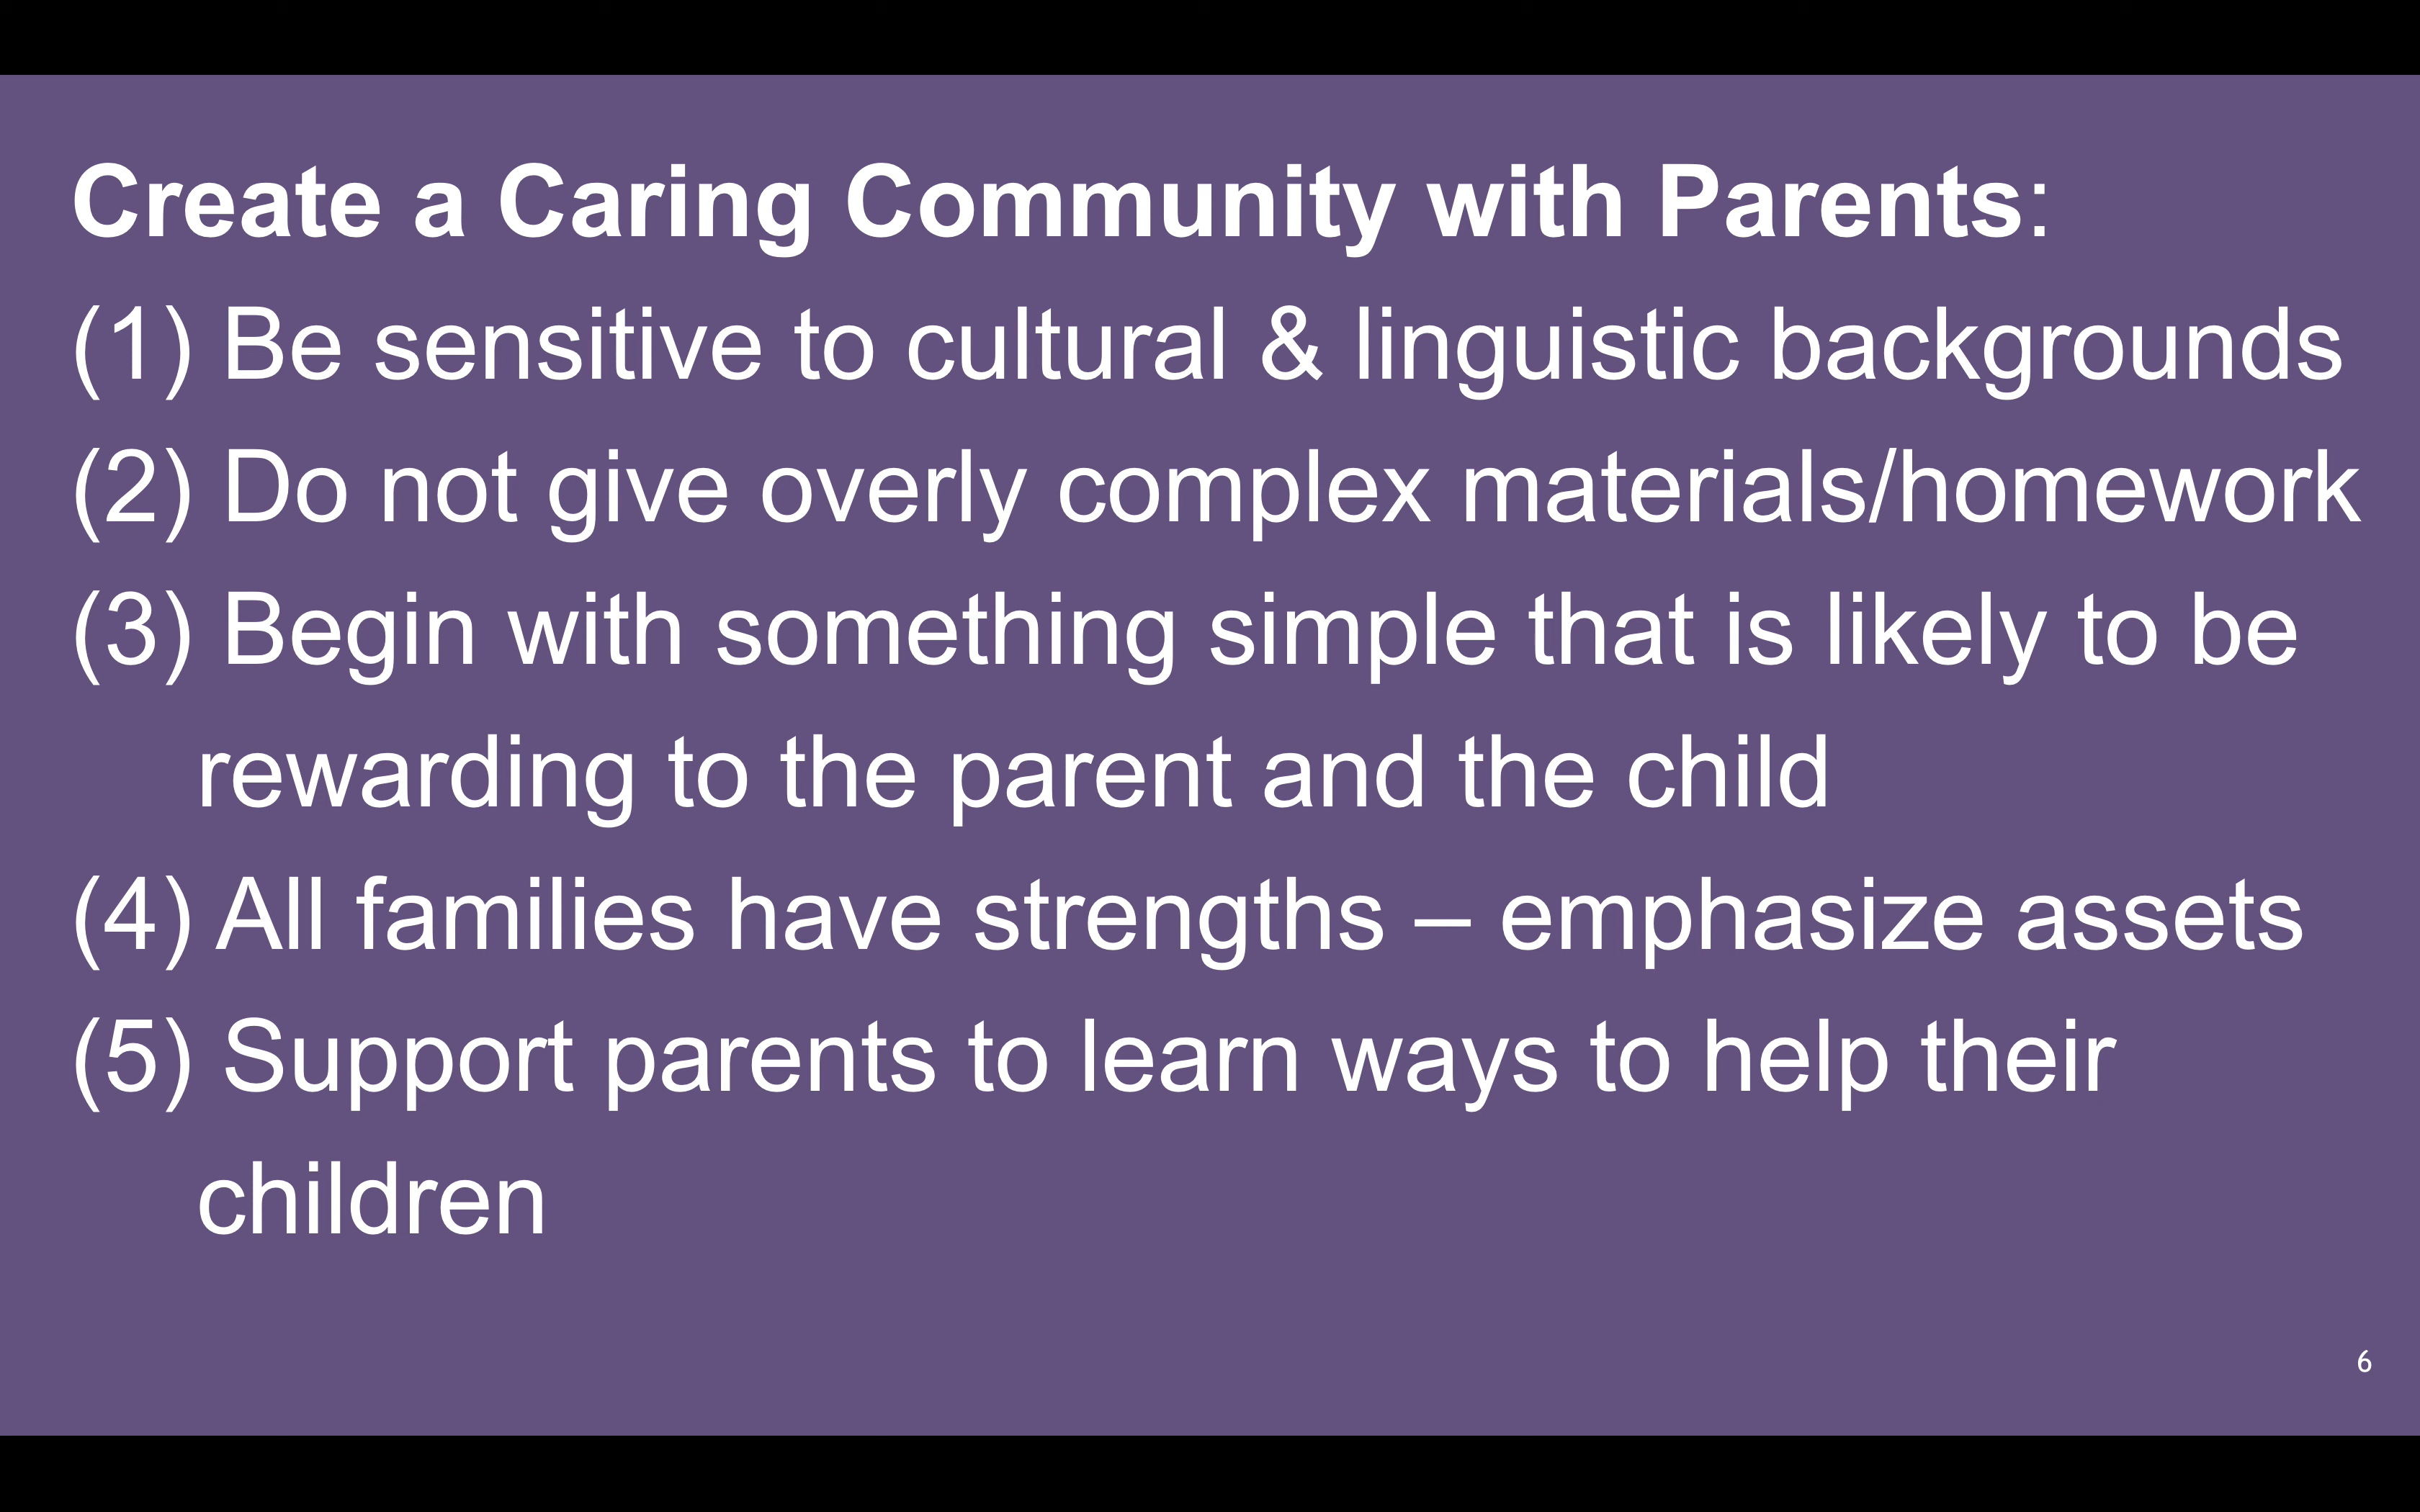 Create a Caring Community with Parents:
(1) Be sensitive to cultural & linguistic backgrounds
(2) Do not give overly complex materials/homework
(3) Begin with something simple that is likely to be
rewarding to the parent and the child
(4) All families have strengths – emphasize assets
(5) Support parents to learn ways to help their
children
6